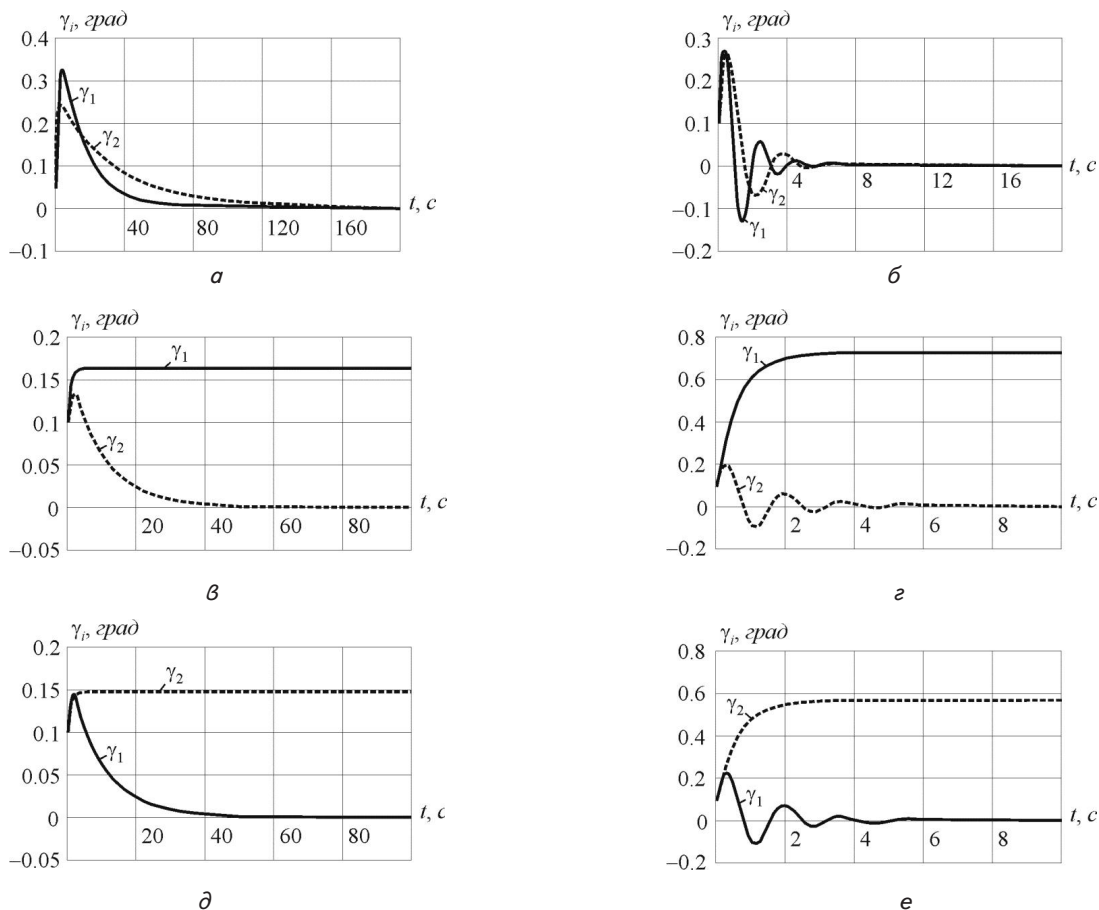 γᵢ, град
0.4
0.3
0.2
0.1
0
–0.1
γ₁
γ₂
40 80 120 160
t, с
а
γᵢ, град
0.3
0.2
0.1
0
–0.1
–0.2
γ₂
γ₁
4 8 12 16
t, с
б
γᵢ, град
0.2
0.15
0.1
0.05
0
–0.05
γ₁
γ₂
20 40 60 80
t, с
в
γᵢ, град
0.8
0.6
0.4
0.2
0
–0.2
γ₁
γ₂
2 4 6 8
t, с
г
γᵢ, град
0.2
0.15
0.1
0.05
0
–0.05
γ₂
γ₁
20 40 60 80
t, с
д
γᵢ, град
0.8
0.6
0.4
0.2
0
–0.2
γ₂
γ₁
2 4 6 8
t, с
е